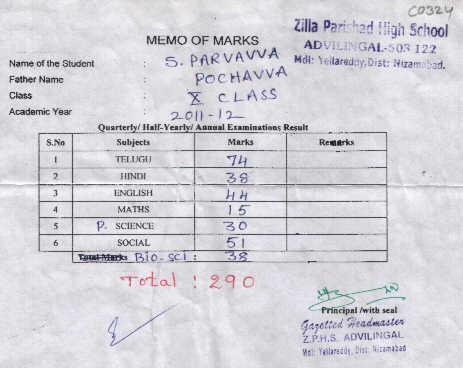 C0324
Zilla Parishad High School
ADVILINGAL-503 122
Mdl: Yellareddy, Dist: Nizamabad.
MEMO OF MARKS
Name of the Student : S. PARVAVVA
Father Name : POCHAVVA
Class : X CLASS
Academic Year : 2011-12
Quarterly/ Half-Yearly/ Annual Examinations Result
S.No Subjects Marks Remarks
1 TELUGU 74
2 HINDI 38
3 ENGLISH 44
4 MATHS 15
5 P. SCIENCE 30
6 SOCIAL 51
Total Marks Bio-Sci : 38
Total : 290
Principal /with seal
Gazetted Headmaster
Z.P.H.S. ADVILINGAL
Mdl: Yellareddy, Dist: Nizamabad